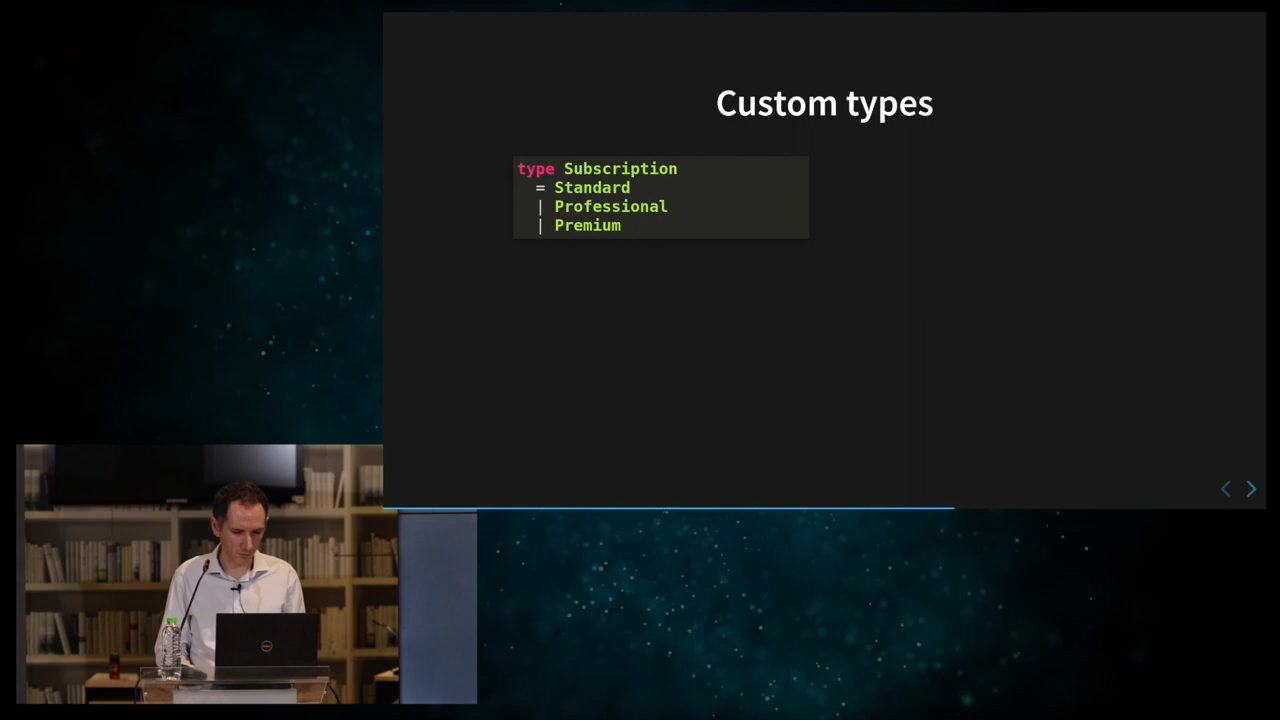 Custom types
type Subscription
  = Standard
  | Professional
  | Premium